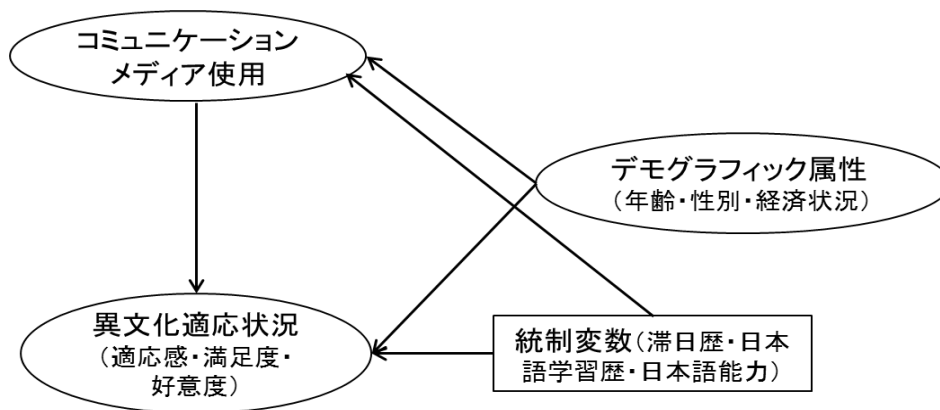 コミュニケーション
メディア使用
デモグラフィック属性
（年齢・性別・経済状況）
異文化適応状況
（適応感・満足度・
好意度）
統制変数（滞日歴・日本
語学習歴・日本語能力）